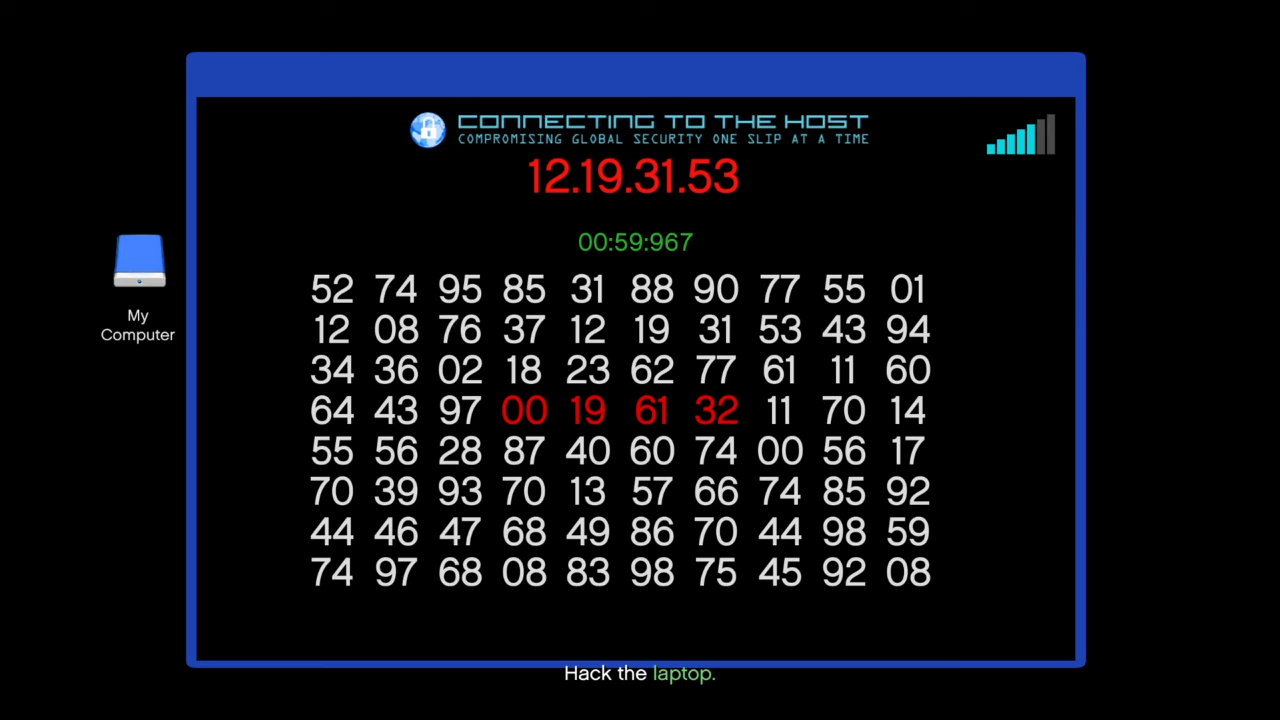 CONNECTING TO THE HOST
COMPROMISING GLOBAL SECURITY ONE SLIP AT A TIME
12.19.31.53
00:59:967
52 74 95 85 31 88 90 77 55 01
12 08 76 37 12 19 31 53 43 94
34 36 02 18 23 62 77 61 11 60
64 43 97 00 19 61 32 11 70 14
55 56 28 87 40 60 74 00 56 17
70 39 93 70 13 57 66 74 85 92
44 46 47 68 49 86 70 44 98 59
74 97 68 08 83 98 75 45 92 08
My
Computer
Hack the laptop.